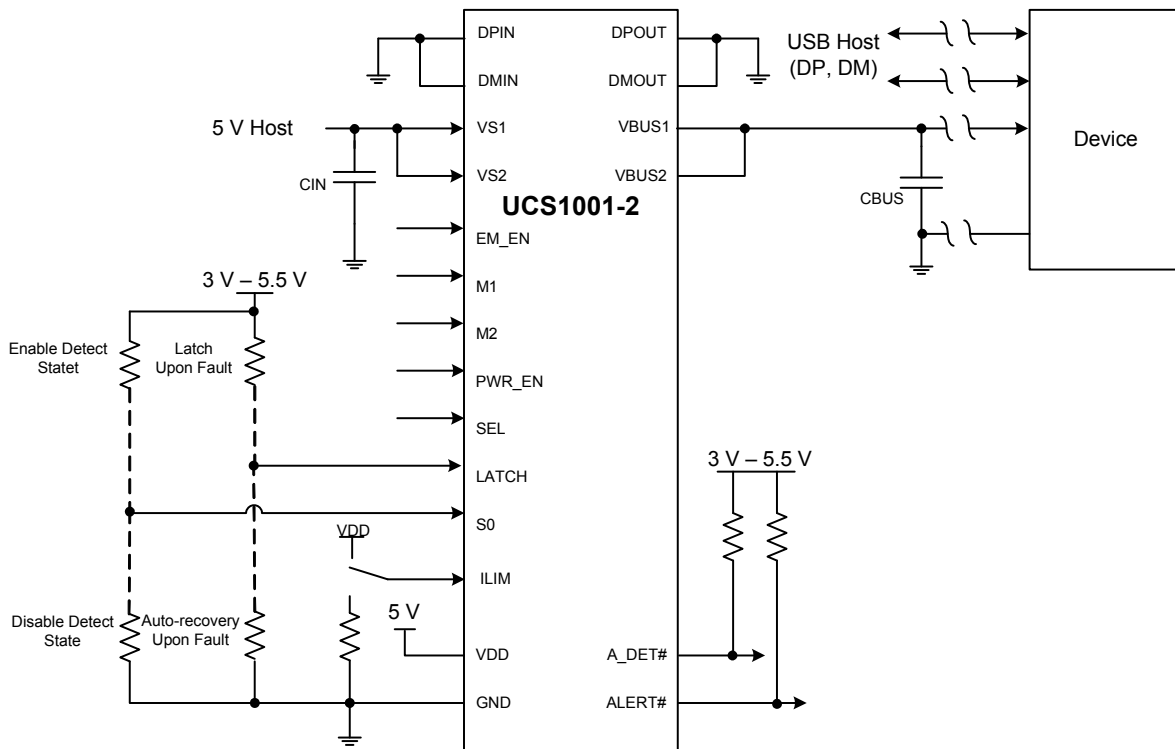 DPIN
DPOUT
USB Host
(DP, DM)
DMIN
DMOUT
5 V Host
VS1
VBUS1
Device
CIN
VS2
VBUS2
CBUS
UCS1001-2
EM_EN
3 V – 5.5 V
M1
M2
Enable Detect
Statet
Latch
Upon Fault
PWR_EN
SEL
3 V – 5.5 V
LATCH
S0
VDD
ILIM
Disable Detect
State
Auto-recovery
Upon Fault
5 V
VDD
A_DET#
GND
ALERT#